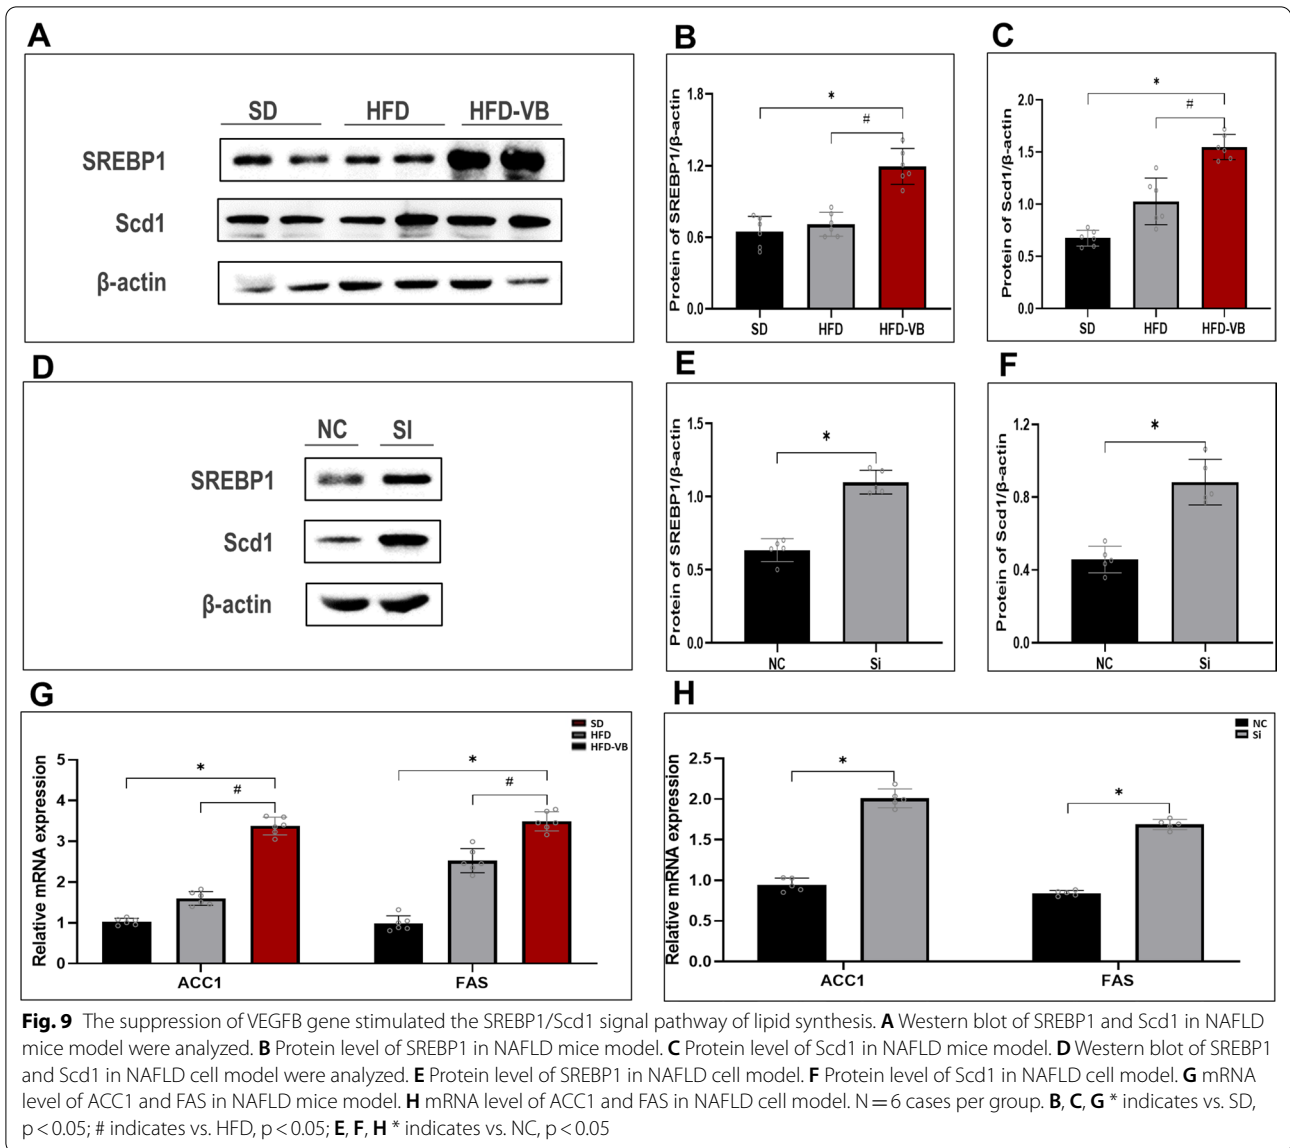 A
SD HFD HFD-VB
SREBP1
Scd1
β-actin
B
Protein of SREBP1/β-actin
1.8
1.2
0.6
0.0
*
#
SD HFD HFD-VB
C
Protein of Scd1/β-actin
2.0
1.5
1.0
0.5
0.0
*
#
SD HFD HFD-VB
D
NC SI
SREBP1
Scd1
β-actin
E
Protein of SREBP1/β-actin
1.5
1.0
0.5
0.0
*
NC Si
F
Protein of Scd1/β-actin
1.2
0.8
0.4
0.0
*
NC Si
G
SD
HFD
HFD-VB
Relative mRNA expression
5
4
3
2
1
0
*
#
*
#
ACC1 FAS
H
NC
Si
Relative mRNA expression
2.5
2.0
1.5
1.0
0.5
0.0
*
*
ACC1 FAS
Fig. 9 The suppression of VEGFB gene stimulated the SREBP1/Scd1 signal pathway of lipid synthesis. A Western blot of SREBP1 and Scd1 in NAFLD
mice model were analyzed. B Protein level of SREBP1 in NAFLD mice model. C Protein level of Scd1 in NAFLD mice model. D Western blot of SREBP1
and Scd1 in NAFLD cell model were analyzed. E Protein level of SREBP1 in NAFLD cell model. F Protein level of Scd1 in NAFLD cell model. G mRNA
level of ACC1 and FAS in NAFLD mice model. H mRNA level of ACC1 and FAS in NAFLD cell model. N = 6 cases per group. B, C, G * indicates vs. SD,
p < 0.05; # indicates vs. HFD, p < 0.05; E, F, H * indicates vs. NC, p < 0.05